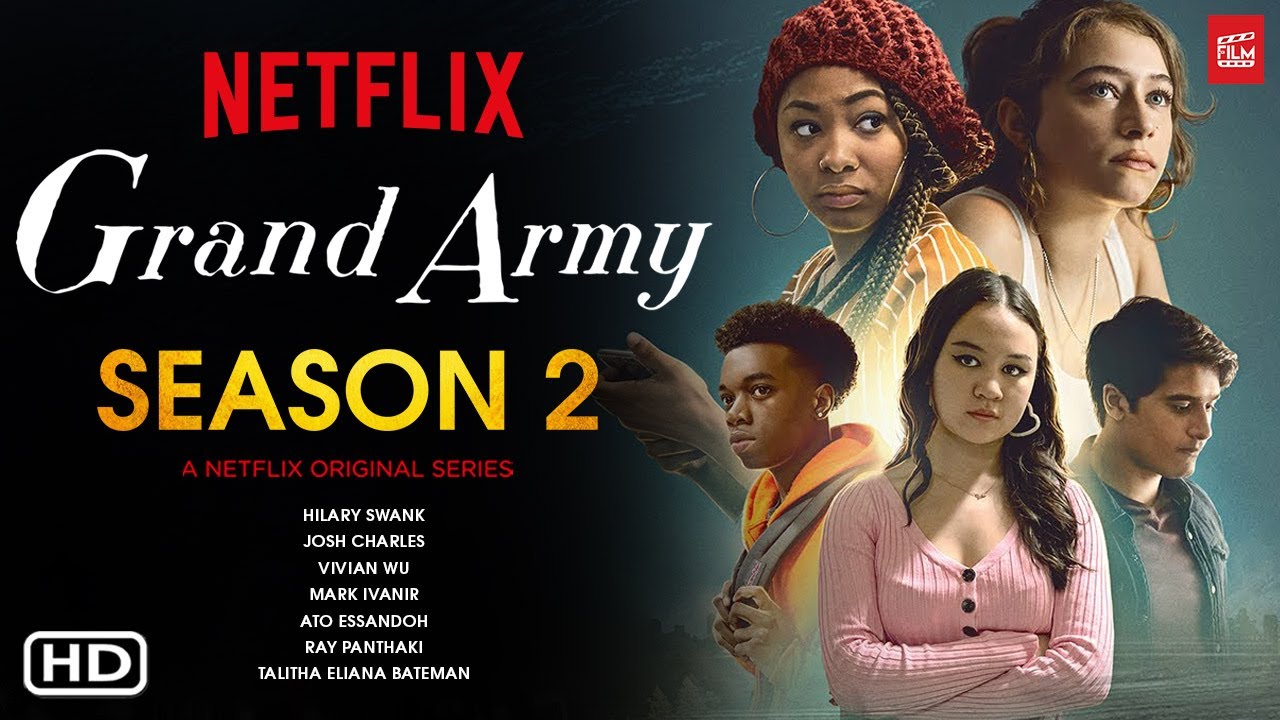 NETFLIX
Grand Army
SEASON 2
A NETFLIX ORIGINAL SERIES
HILARY SWANK
JOSH CHARLES
VIVIAN WU
MARK IVANIR
ATO ESSANDOH
RAY PANTHAKI
TALITHA ELIANA BATEMAN
HD
FILM